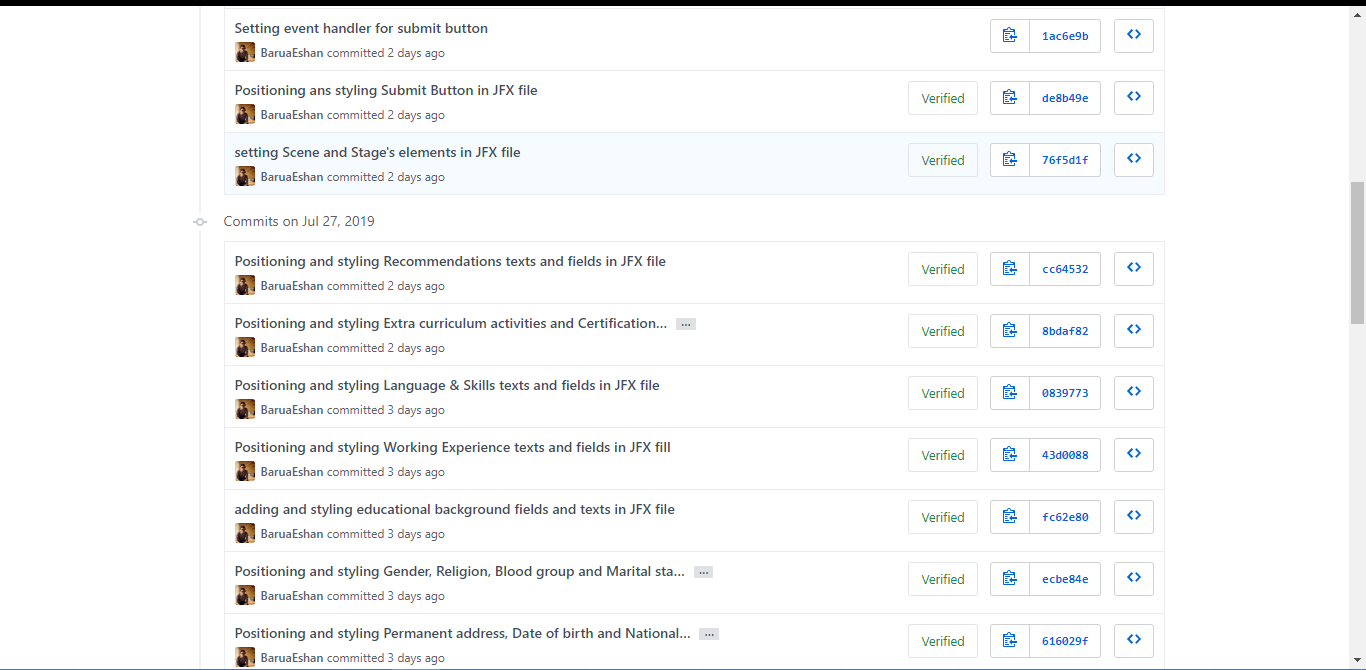 Setting event handler for submit button
1ac6e9b
BaruaEshan committed 2 days ago
Positioning ans styling Submit Button in JFX file
Verified
de8b49e
BaruaEshan committed 2 days ago
setting Scene and Stage's elements in JFX file
Verified
76f5d1f
BaruaEshan committed 2 days ago
Commits on Jul 27, 2019
Positioning and styling Recommendations texts and fields in JFX file
Verified
cc64532
BaruaEshan committed 2 days ago
Positioning and styling Extra curriculum activities and Certification... …
Verified
8bdaf82
BaruaEshan committed 2 days ago
Positioning and styling Language & Skills texts and fields in JFX file
Verified
0839773
BaruaEshan committed 3 days ago
Positioning and styling Working Experience texts and fields in JFX fill
Verified
43d0088
BaruaEshan committed 3 days ago
adding and styling educational background fields and texts in JFX file
Verified
fc62e80
BaruaEshan committed 3 days ago
Positioning and styling Gender, Religion, Blood group and Marital sta... …
Verified
ecbe84e
BaruaEshan committed 3 days ago
Positioning and styling Permanent address, Date of birth and National... …
Verified
616029f
BaruaEshan committed 3 days ago